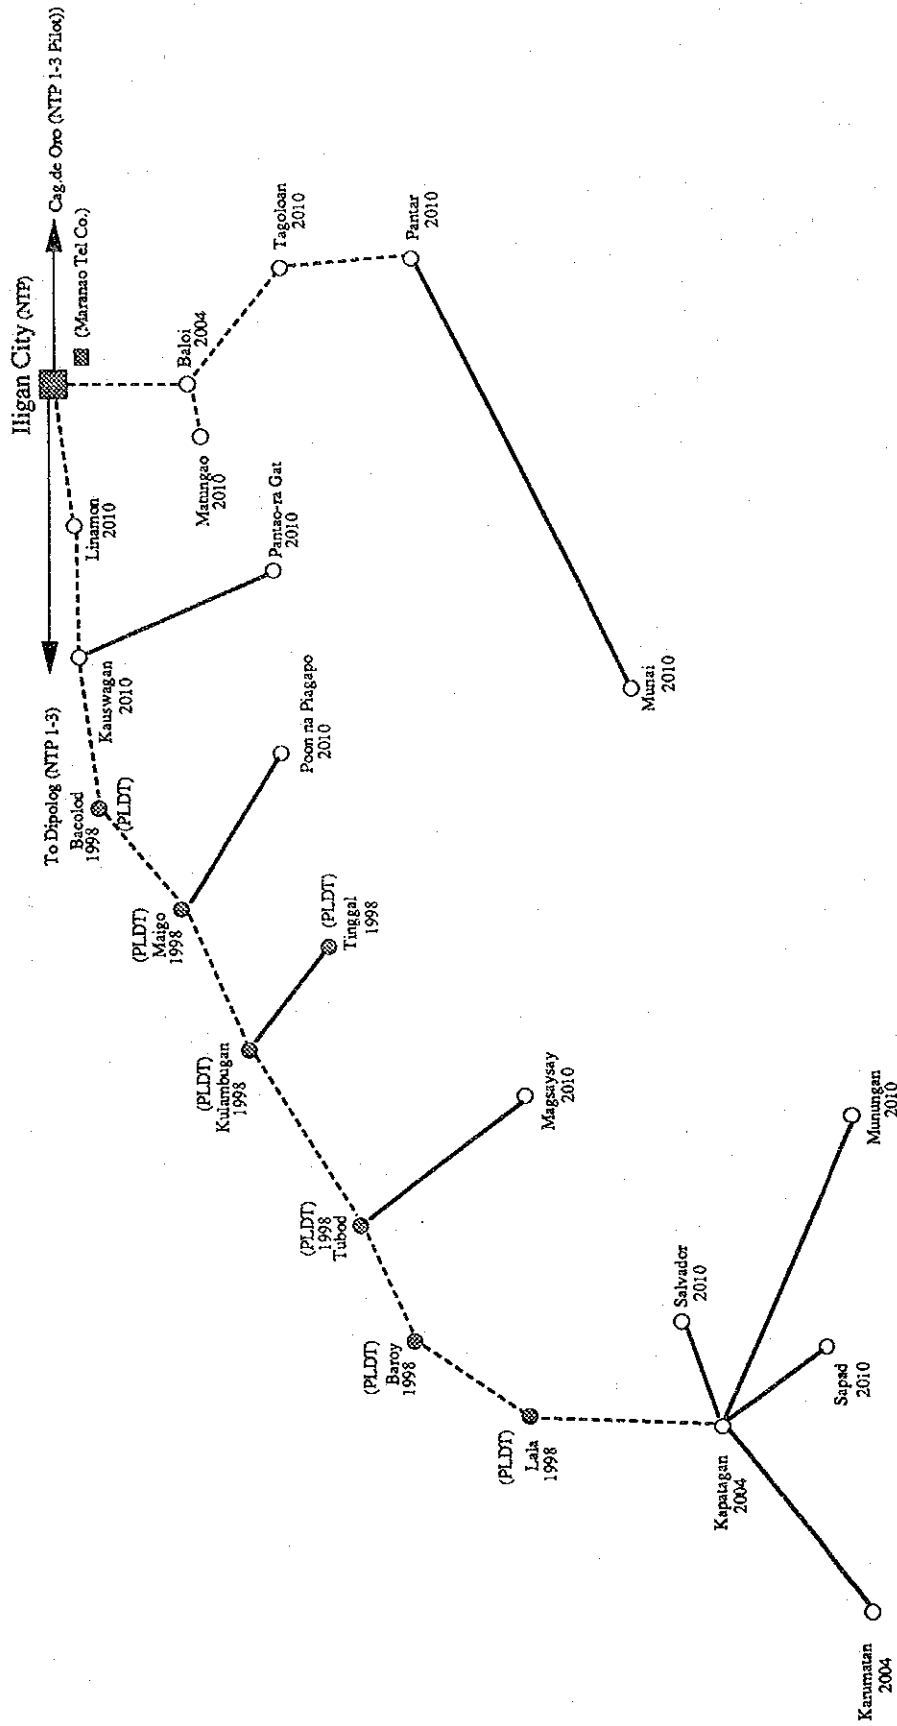 Iligan City (NTP)
Cag.de Oro (NTP 1-3 Pilot))
(Maranao Tel Co.)
To Dipolog (NTP 1-3)
Linamon
2010
Baloi
2004
Matungao
2010
Tagoloan
2010
Pantar
2010
Kauswagan
2010
Pantao-ra Gat
2010
Bacolod
1998
(PLDT)
(PLDT)
Maigo
1998
Poon na Piagapo
2010
Munai
2010
(PLDT)
Kulambugan
1998
(PLDT)
Tinggal
1998
(PLDT)
1998
Tubod
Magsaysay
2010
(PLDT)
Baroy
1998
(PLDT)
Lala
1998
Salvador
2010
Munungan
2010
Sapad
2010
Kapatagan
2004
Karumatan
2004